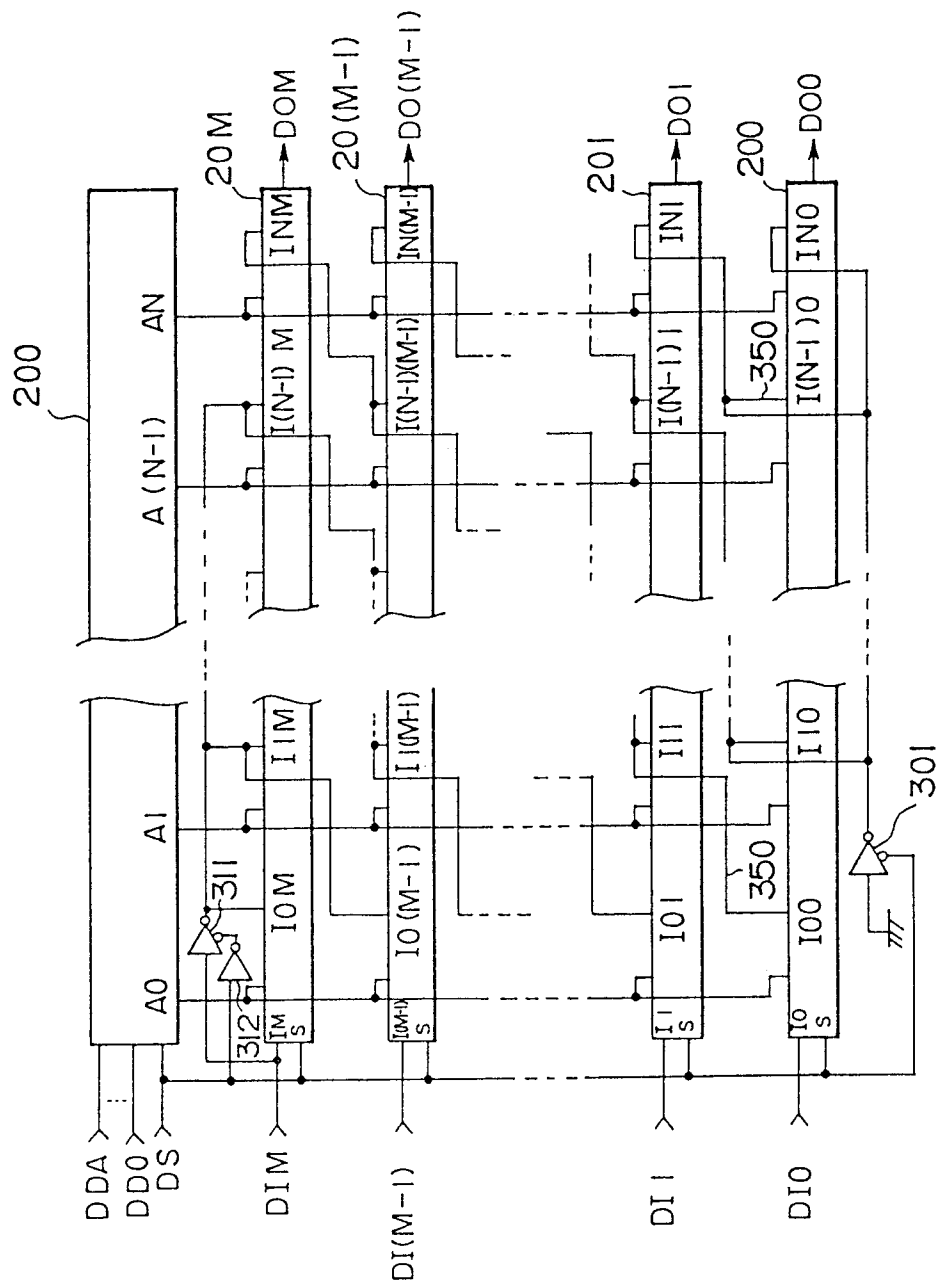 200
A0
A1
A(N-1)
AN
DDA
DD0
DS
311
312
20M
DIM
IM
S
I0M
I1M
I(N-1)M
INM
DOM
20(M-1)
DI(M-1)
I(M-1)
S
I0(M-1)
I1(M-1)
I(N-1)(M-1)
IN(M-1)
DO(M-1)
201
DI1
I1
S
I01
I11
I(N-1)1
IN1
DO1
350
350
200
DI0
I0
S
I00
I10
I(N-1)0
IN0
DO0
301